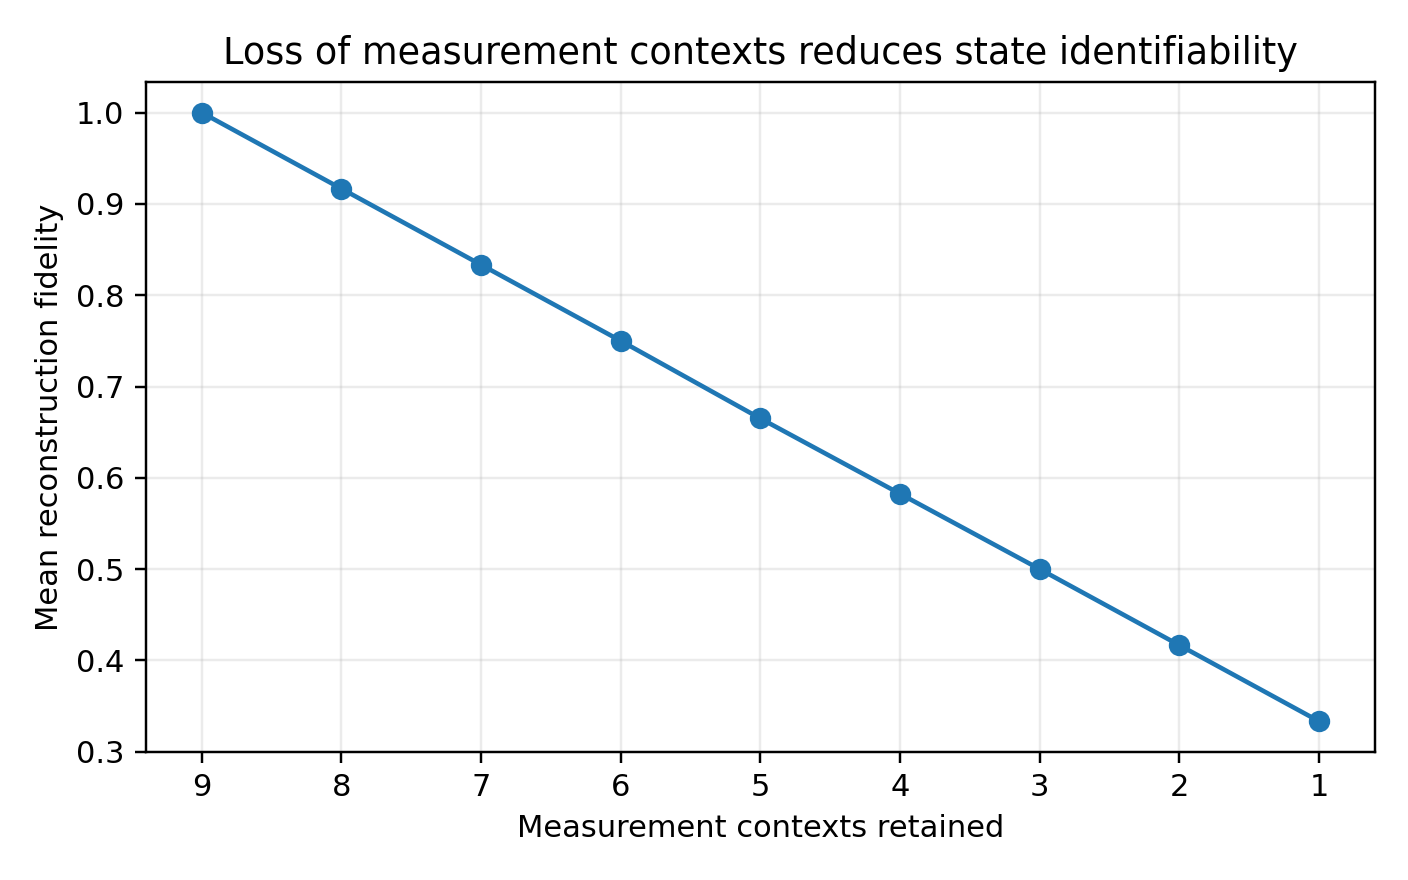 Loss of measurement contexts reduces state identifiability
Mean reconstruction fidelity
1.0
0.9
0.8
0.7
0.6
0.5
0.4
0.3
9 8 7 6 5 4 3 2 1
Measurement contexts retained